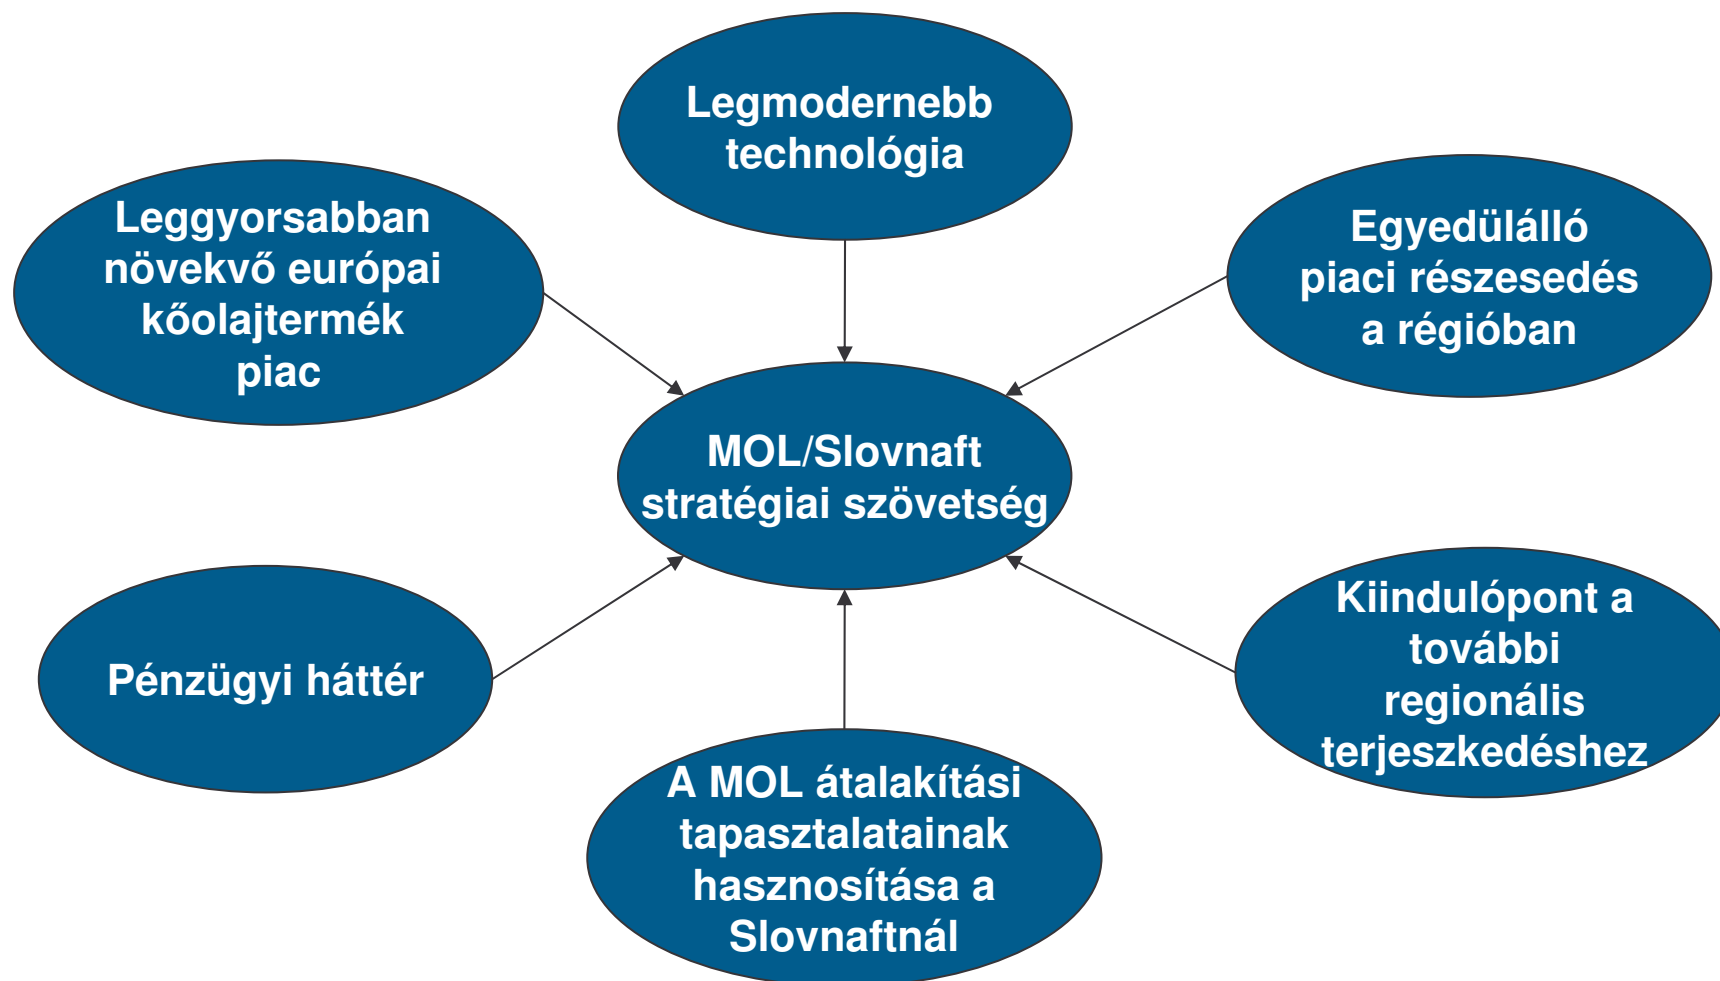 Legmodernebb
technológia
Leggyorsabban
növekvő európai
kőolajtermék
piac
Egyedülálló
piaci részesedés
a régióban
MOL/Slovnaft
stratégiai szövetség
Pénzügyi háttér
Kiindulópont a
további
regionális
terjeszkedéshez
A MOL átalakítási
tapasztalatainak
hasznosítása a
Slovnaftnál